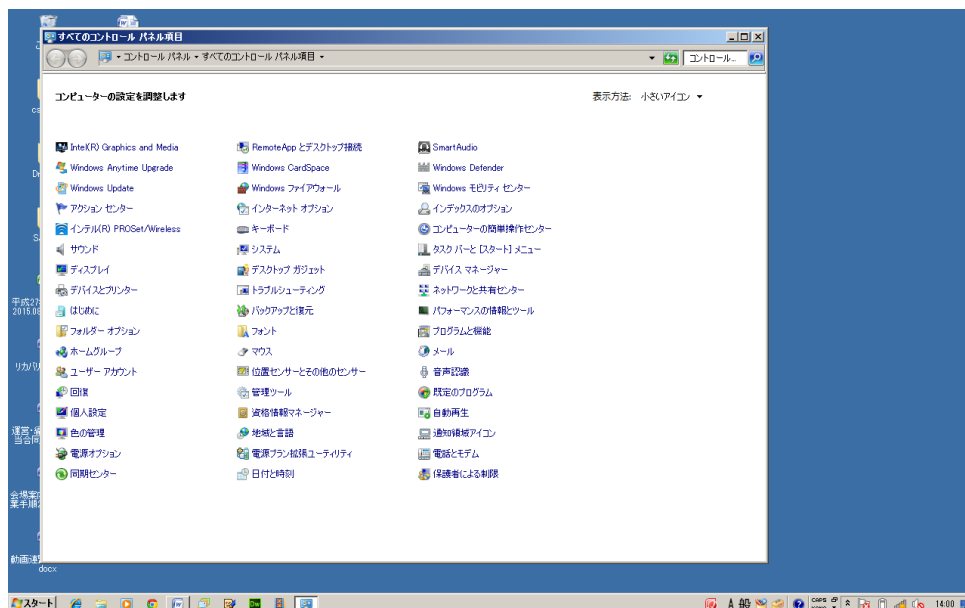 すべてのコントロール パネル項目
コントロール パネル
すべてのコントロール パネル項目
コントロール...
コンピューターの設定を調整します
表示方法: 小さいアイコン
Intel(R) Graphics and Media
RemoteApp とデスクトップ接続
SmartAudio
Windows Anytime Upgrade
Windows CardSpace
Windows Defender
Windows Update
Windows ファイアウォール
Windows モビリティ センター
アクション センター
インターネット オプション
インデックスのオプション
インテル(R) PROSet/Wireless
キーボード
コンピューターの簡単操作センター
サウンド
システム
タスク バーと [スタート] メニュー
ディスプレイ
デスクトップ ガジェット
デバイス マネージャー
デバイスとプリンター
トラブルシューティング
ネットワークと共有センター
はじめに
バックアップと復元
パフォーマンスの情報とツール
フォルダー オプション
フォント
プログラムと機能
ホームグループ
マウス
メール
ユーザー アカウント
位置センサーとその他のセンサー
音声認識
回復
管理ツール
既定のプログラム
個人設定
資格情報マネージャー
自動再生
色の管理
地域と言語
通知領域アイコン
電源オプション
電源プラン拡張ユーティリティ
電話とモデム
同期センター
日付と時刻
保護者による制限
平成27
2015.08
リカバリ
当合同
会場案
業手順
docx
スタート
A 般
CAPS
14:00